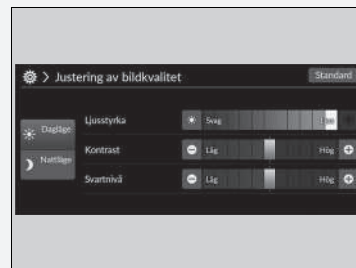 > Justering av bildkvalitet
Standard
Dagläge
Nattläge
Ljusstyrka
Svag
Kontrast
Låg
Hög
Svartnivå
Låg
Hög